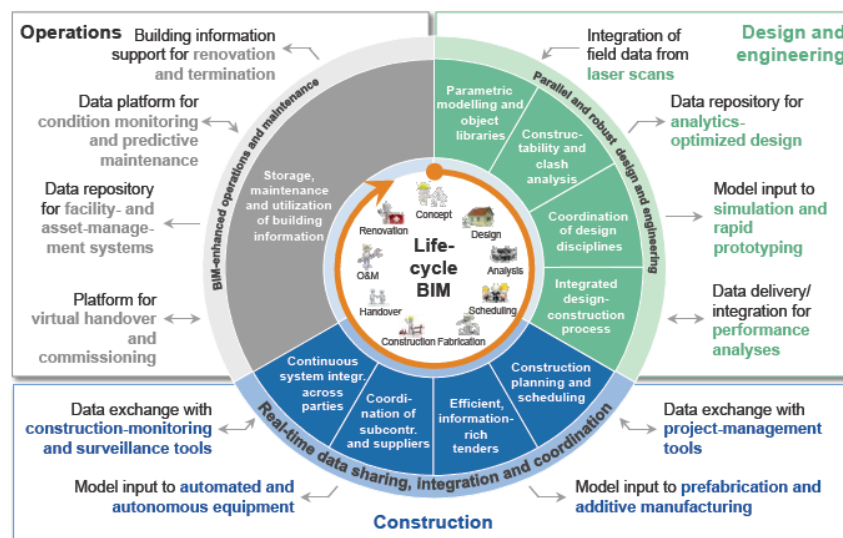 Operations
Building information
support for renovation
and termination
Data platform for
condition monitoring
and predictive
maintenance
Data repository
for facility- and
asset-manage-
ment systems
Platform for
virtual handover
and
commissioning
BIM-enhanced operations and maintenance
Storage,
maintenance
and utilization
of building
information
Design and
engineering
Integration of
field data from
laser scans
Data repository for
analytics-
optimized design
Model input to
simulation and
rapid
prototyping
Data delivery/
integration for
performance
analyses
Parallel and robust design and engineering
Parametric
modelling and
object
libraries
Construc-
tability and
clash
analysis
Coordination
of design
disciplines
Integrated
design-
construction
process
Life-
cycle
BIM
Concept
Design
Analysis
Scheduling
Fabrication
Construction
Handover
O&M
Renovation
Continuous
system integr.
across
parties
Coordi-
nation of
subcontr.
and suppliers
Efficient,
information-
rich
tenders
Construction
planning and
scheduling
Real-time data sharing, integration and coordination
Data exchange with
construction-monitoring
and surveillance tools
Model input to automated and
autonomous equipment
Data exchange with
project-management
tools
Model input to prefabrication and
additive manufacturing
Construction